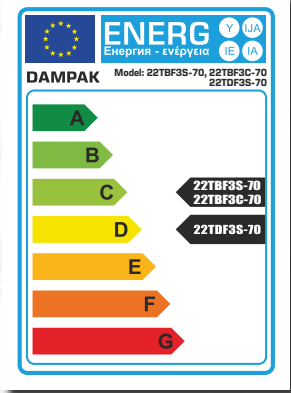 ENERG
Енергия - ενέργεια
Y
IJA
IE
IA
DAMPAK
Model: 22TBF3S-70, 22TBF3C-70
22TDF3S-70
A
B
C
22TBF3S-70
22TBF3C-70
D
22TDF3S-70
E
F
G